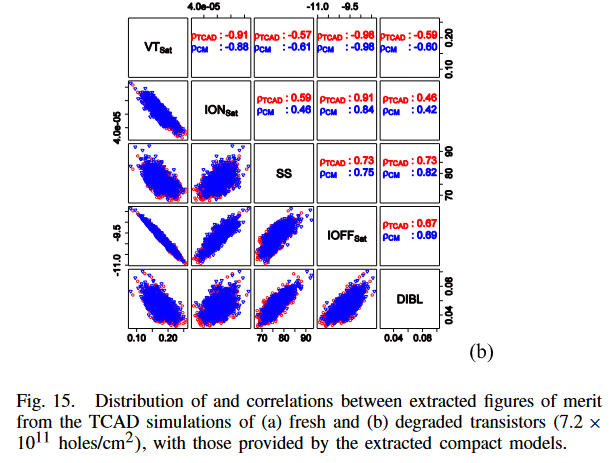 4.0e-05 -11.0 -9.5
VTSat ρTCAD : -0.91 ρTCAD : -0.57 ρTCAD : -0.98 ρTCAD : -0.59 0.10 0.20
ρCM : -0.88 ρCM : -0.61 ρCM : -0.98 ρCM : -0.60
4.0e-05 IONSat ρTCAD : 0.59 ρTCAD : 0.91 ρTCAD : 0.46
ρCM : 0.46 ρCM : 0.84 ρCM : 0.42
SS ρTCAD : 0.73 ρTCAD : 0.73 70 80 90
ρCM : 0.75 ρCM : 0.82
-11.0 -9.5 IOFFSat ρTCAD : 0.67
ρCM : 0.69
DIBL 0.04 0.08
0.10 0.20 70 80 90 0.04 0.08
(b)
Fig. 15. Distribution of and correlations between extracted figures of merit
from the TCAD simulations of (a) fresh and (b) degraded transistors (7.2 ×
10¹¹ holes/cm²), with those provided by the extracted compact models.